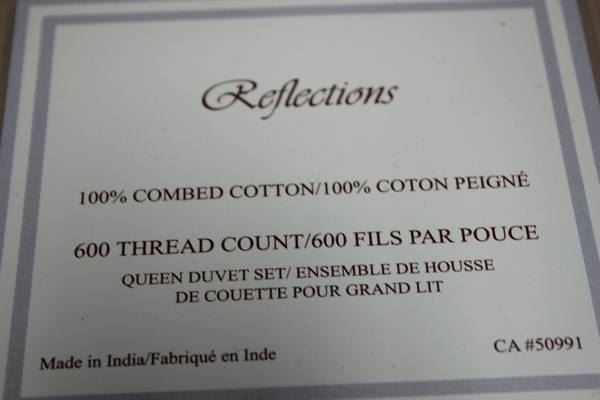 Reflections
100% COMBED COTTON/100% COTON PEIGNÉ
600 THREAD COUNT/600 FILS PAR POUCE
QUEEN DUVET SET/ ENSEMBLE DE HOUSSE
DE COUETTE POUR GRAND LIT
Made in India/Fabriqué en Inde
CA #50991